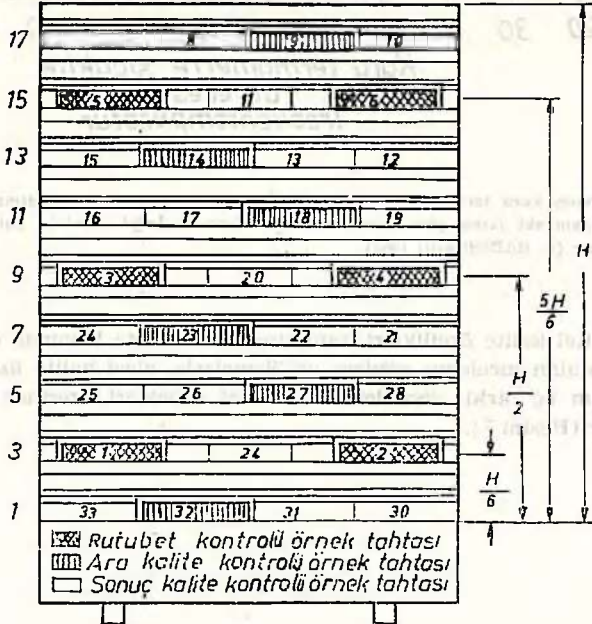 17 8 9 10
15 5 11 6
13 15 14 13 12
11 16 17 18 19
9 3 20 4
7 24 23 22 21
5 25 26 27 28
3 1 24 2
1 33 32 31 30
H
5H
6
H
2
H
6
Rutubet kontrolü örnek tahtası
Ara kalite kontrolü örnek tahtası
Sonuç kalite kontrolü örnek tahtası